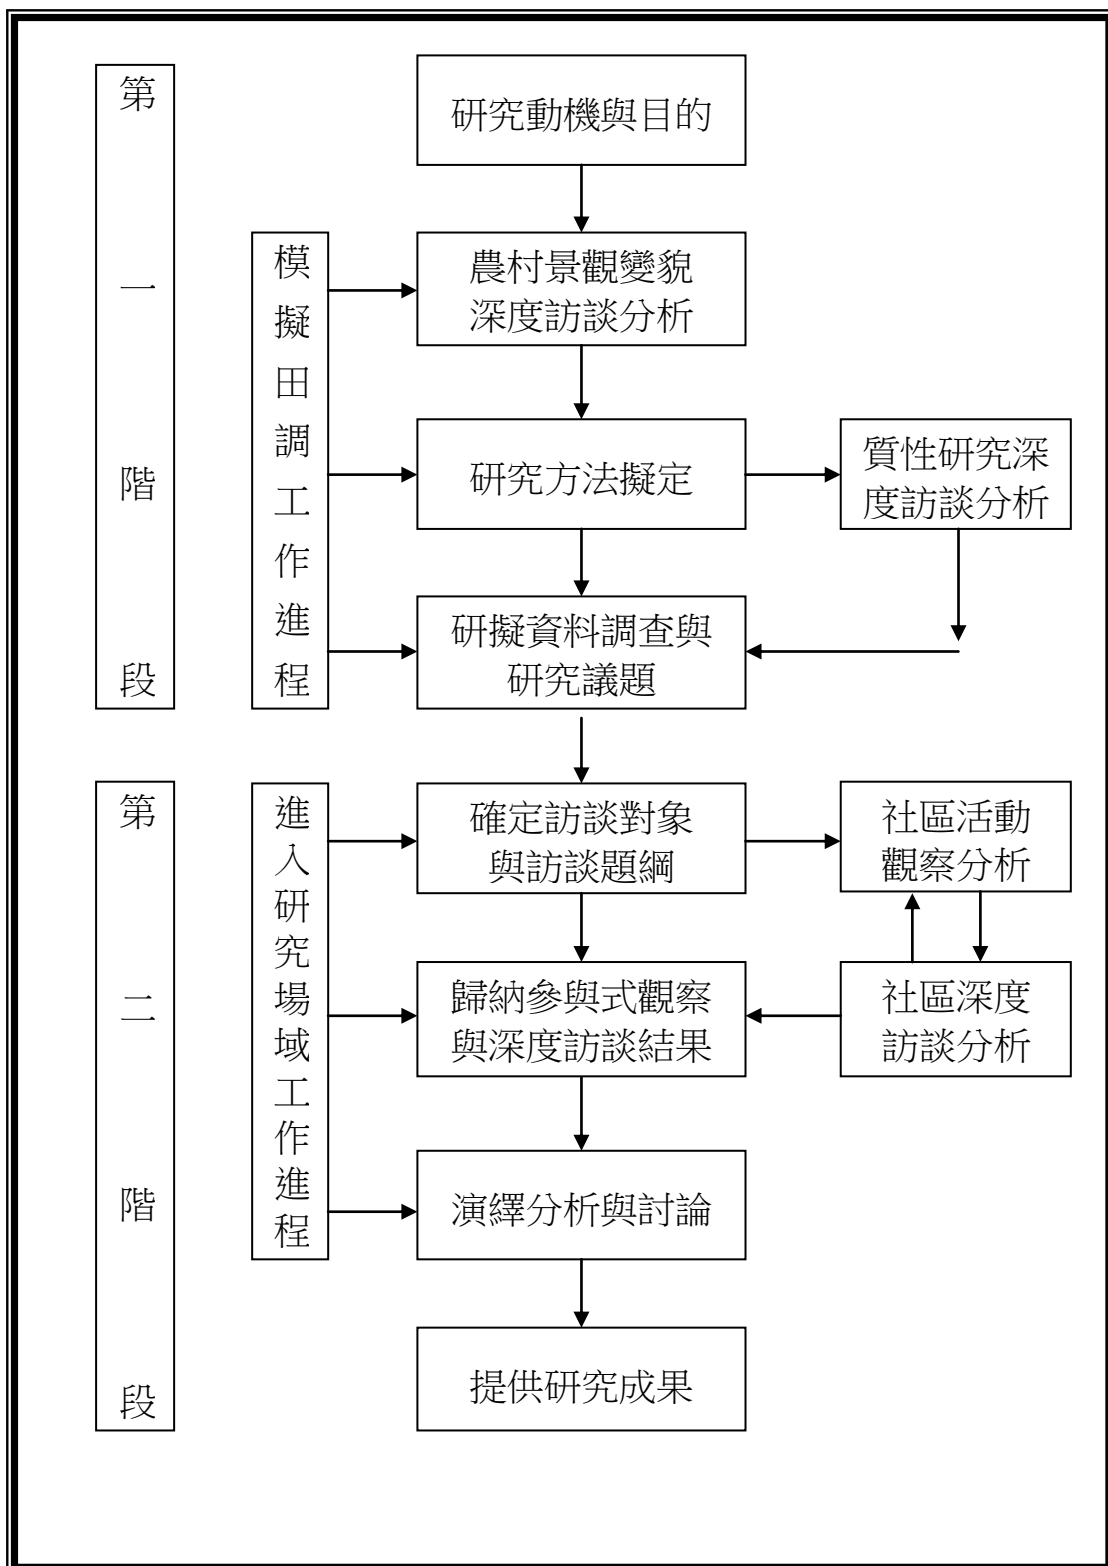 第一階段
研究動機與目的
模擬田調工作進程
農村景觀變貌
深度訪談分析
研究方法擬定
質性研究深
度訪談分析
研擬資料調查與
研究議題
第二階段
進入研究場域工作進程
確定訪談對象
與訪談題綱
社區活動
觀察分析
歸納參與式觀察
與深度訪談結果
社區深度
訪談分析
演繹分析與討論
提供研究成果